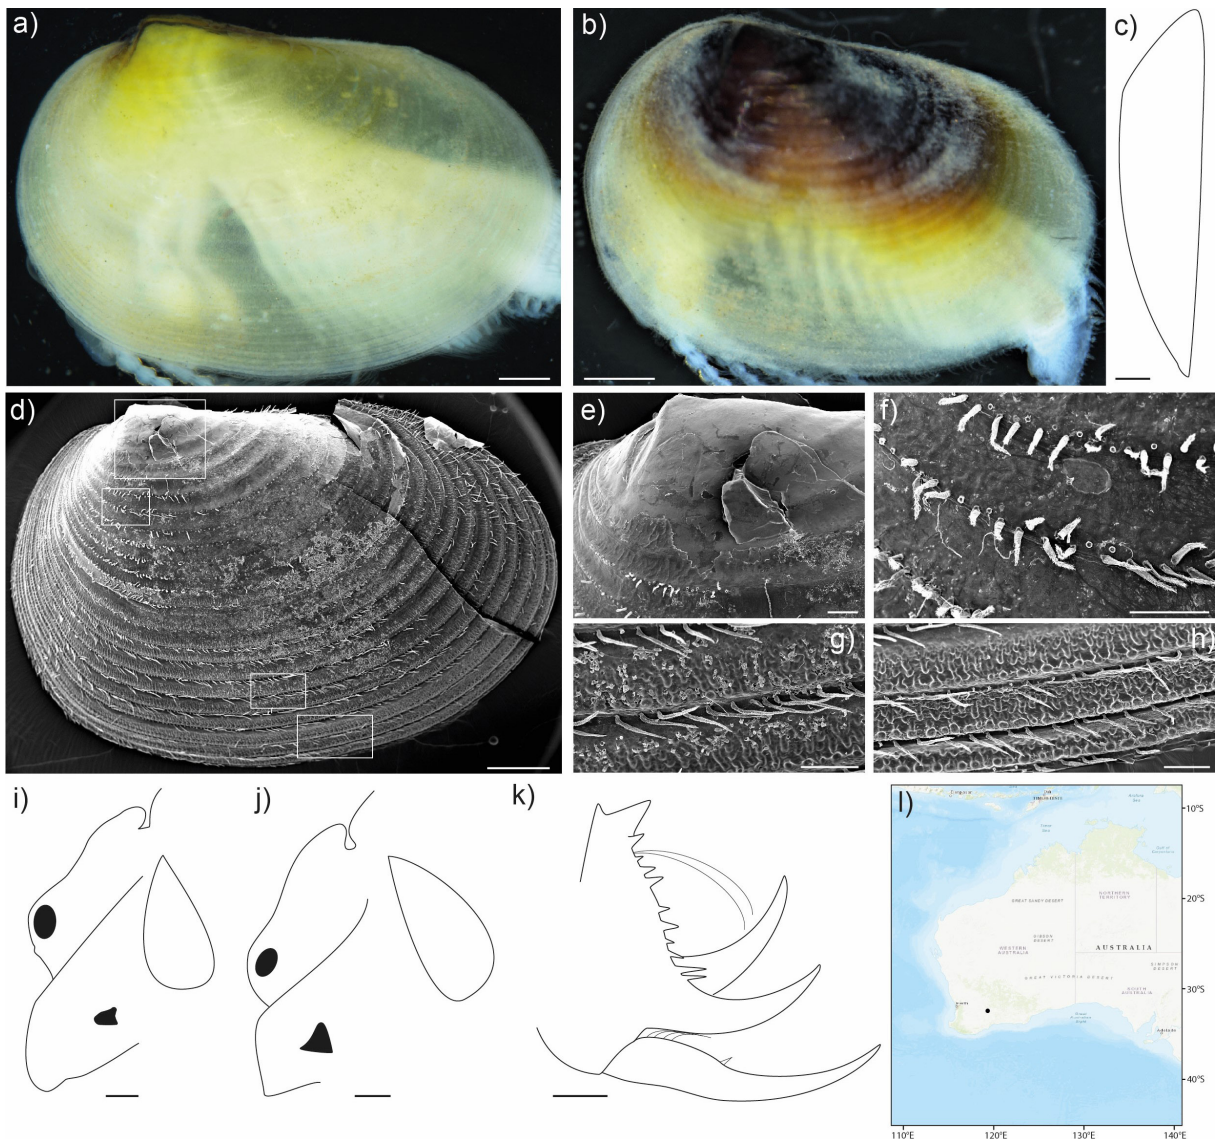 a)
b)
c)
d)
e)
f)
g)
h)
i)
j)
k)
l)
10°S
NORTHERN
TERRITORY
GREAT SANDY DESERT
20°S
GIBSON
DESERT
WESTERN
AUSTRALIA
AUSTRALIA
SIMPSON
DESERT
GREAT VICTORIA DESERT
SOUTH
AUSTRALIA
30°S
Adelaide
40°S
110°E
120°E
130°E
140°E